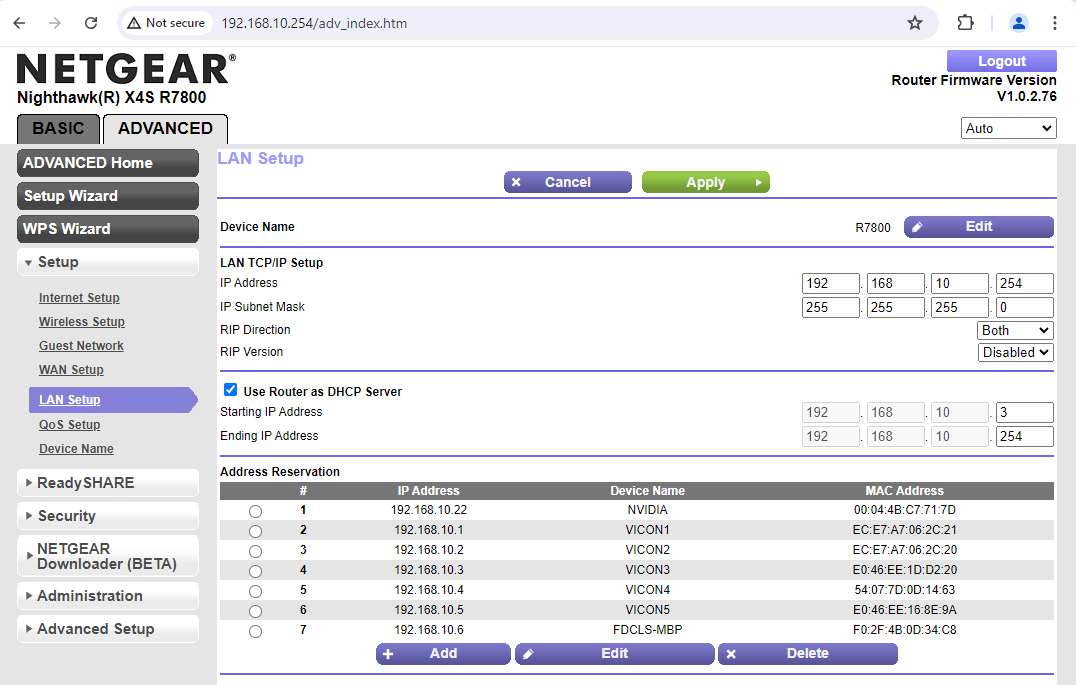 Not secure 192.168.10.254/adv_index.htm
NETGEAR®
Nighthawk(R) X4S R7800
Logout
Router Firmware Version
V1.0.2.76
BASIC ADVANCED
Auto
ADVANCED Home
Setup Wizard
WPS Wizard
Setup
Internet Setup
Wireless Setup
Guest Network
WAN Setup
LAN Setup
QoS Setup
Device Name
ReadySHARE
Security
NETGEAR
Downloader (BETA)
Administration
Advanced Setup
LAN Setup
Cancel Apply
Device Name R7800 Edit
LAN TCP/IP Setup
IP Address 192 . 168 . 10 . 254
IP Subnet Mask 255 . 255 . 255 . 0
RIP Direction Both
RIP Version Disabled
Use Router as DHCP Server
Starting IP Address 192 . 168 . 10 . 3
Ending IP Address 192 . 168 . 10 . 254
Address Reservation
# IP Address Device Name MAC Address
1 192.168.10.22 NVIDIA 00:04:4B:C7:71:7D
2 192.168.10.1 VICON1 EC:E7:A7:06:2C:21
3 192.168.10.2 VICON2 EC:E7:A7:06:2C:20
4 192.168.10.3 VICON3 E0:46:EE:1D:D2:20
5 192.168.10.4 VICON4 54:07:7D:0D:14:63
6 192.168.10.5 VICON5 E0:46:EE:16:8E:9A
7 192.168.10.6 FDCLS-MBP F0:2F:4B:0D:34:C8
Add Edit Delete